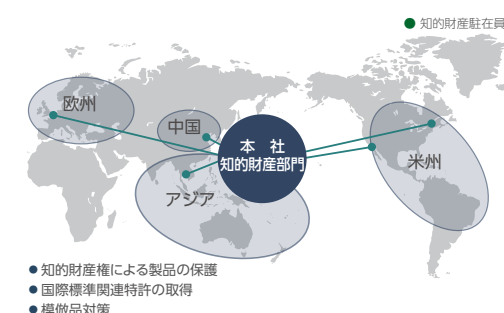 知的財産駐在員
欧州
中国
本 社
知的財産部門
米州
アジア
知的財産権による製品の保護
国際標準関連特許の取得
模倣品対策